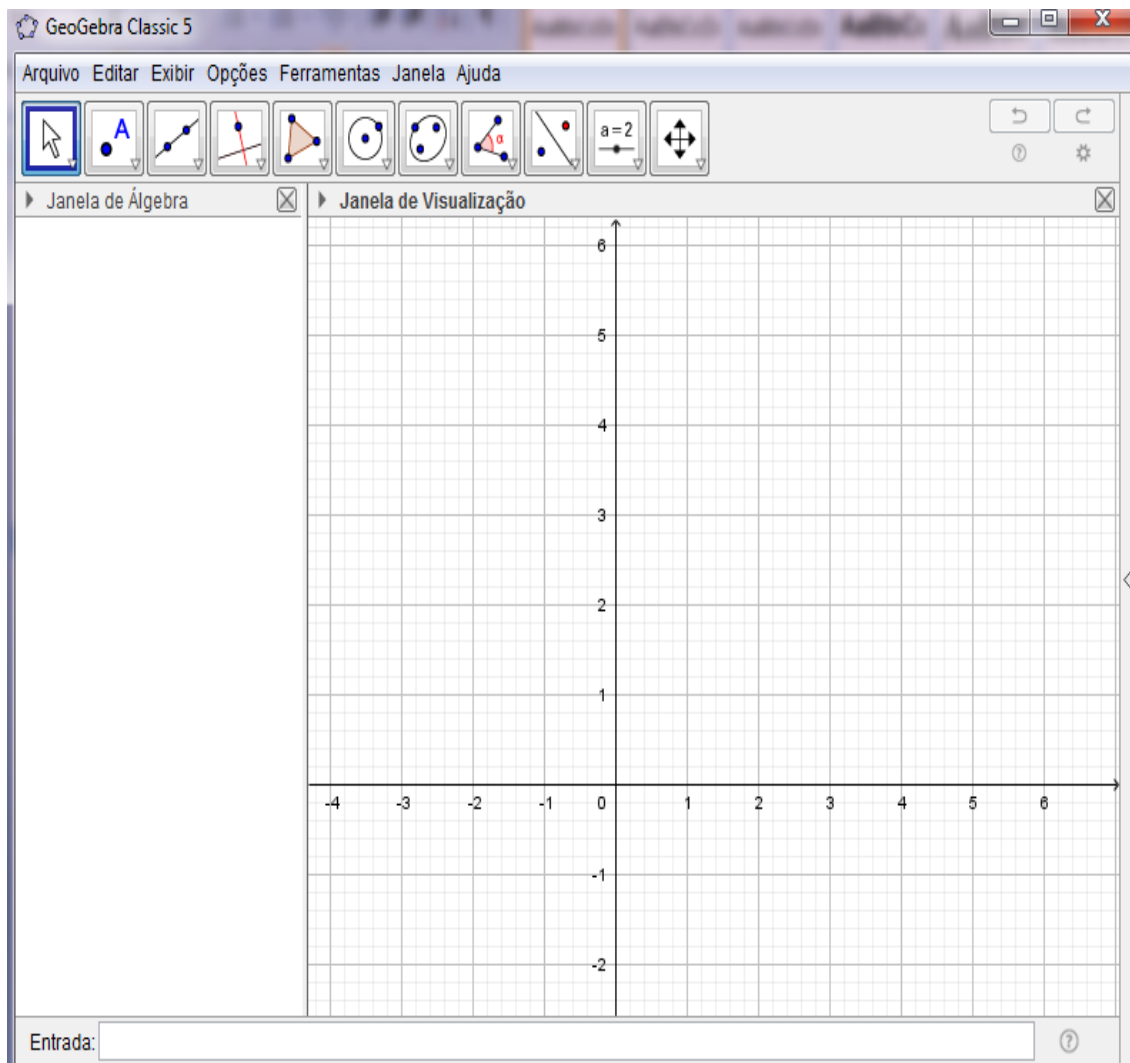 GeoGebra Classic 5
Arquivo Editar Exibir Opções Ferramentas Janela Ajuda
A
α
a = 2
Janela de Álgebra
Janela de Visualização
6
5
4
3
2
1
-4 -3 -2 -1 0 1 2 3 4 5 6
-1
-2
Entrada: